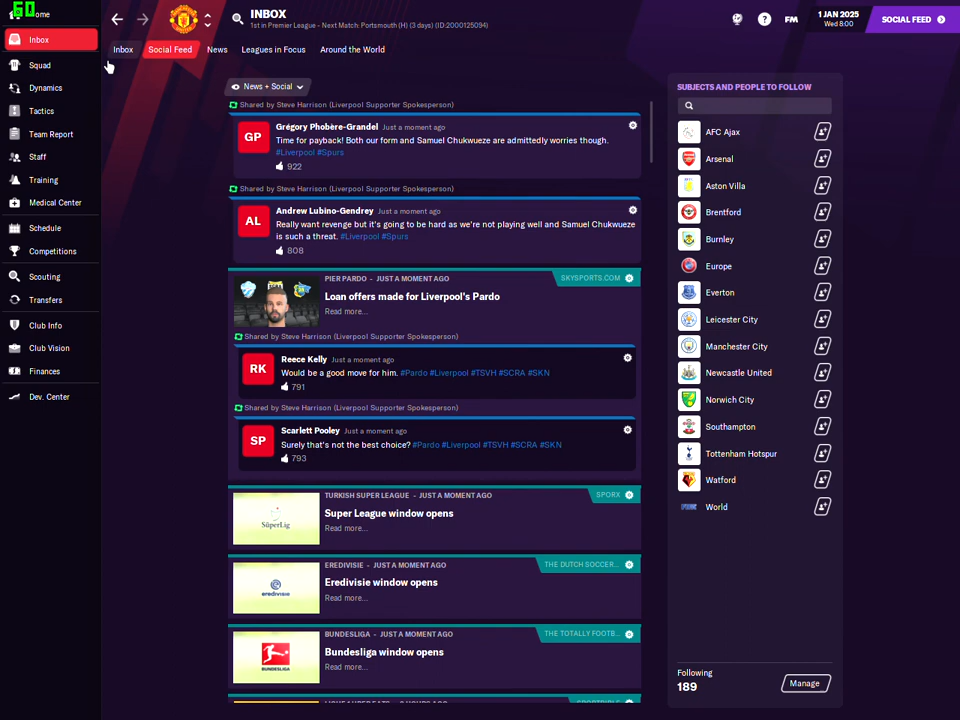 60
ome
INBOX
1st in Premier League - Next Match: Portsmouth (H) (3 days) (ID:2000125094)
FM
1 JAN 2025
Wed 8:00
SOCIAL FEED
Inbox
Squad
Dynamics
Tactics
Team Report
Staff
Training
Medical Center
Schedule
Competitions
Scouting
Transfers
Club Info
Club Vision
Finances
Dev. Center
Inbox Social Feed News Leagues in Focus Around the World
News + Social
Shared by Steve Harrison (Liverpool Supporter Spokesperson)
GP
Grégory Phobère-Grandel Just a moment ago
Time for payback! Both our form and Samuel Chukwueze are admittedly worries though.
#Liverpool #Spurs
922
Shared by Steve Harrison (Liverpool Supporter Spokesperson)
AL
Andrew Lubino-Gendrey Just a moment ago
Really want revenge but it's going to be hard as we're not playing well and Samuel Chukwueze
is such a threat. #Liverpool #Spurs
808
PIER PARDO - JUST A MOMENT AGO
SKYSPORTS.COM
Loan offers made for Liverpool's Pardo
Read more...
Shared by Steve Harrison (Liverpool Supporter Spokesperson)
RK
Reece Kelly Just a moment ago
Would be a good move for him. #Pardo #Liverpool #TSVH #SCRA #SKN
791
Shared by Steve Harrison (Liverpool Supporter Spokesperson)
SP
Scarlett Pooley Just a moment ago
Surely that's not the best choice? #Pardo #Liverpool #TSVH #SCRA #SKN
793
TURKISH SUPER LEAGUE - JUST A MOMENT AGO
SPORX
SüperLig
Super League window opens
Read more...
EREDIVISIE - JUST A MOMENT AGO
THE DUTCH SOCCER...
eredivisie
Eredivisie window opens
Read more...
BUNDESLIGA - JUST A MOMENT AGO
THE TOTALLY FOOTB...
BUNDESLIGA
Bundesliga window opens
Read more...
SUBJECTS AND PEOPLE TO FOLLOW
AFC Ajax
Arsenal
Aston Villa
Brentford
Burnley
Europe
Everton
Leicester City
Manchester City
Newcastle United
Norwich City
Southampton
Tottenham Hotspur
Watford
World
Following
189
Manage